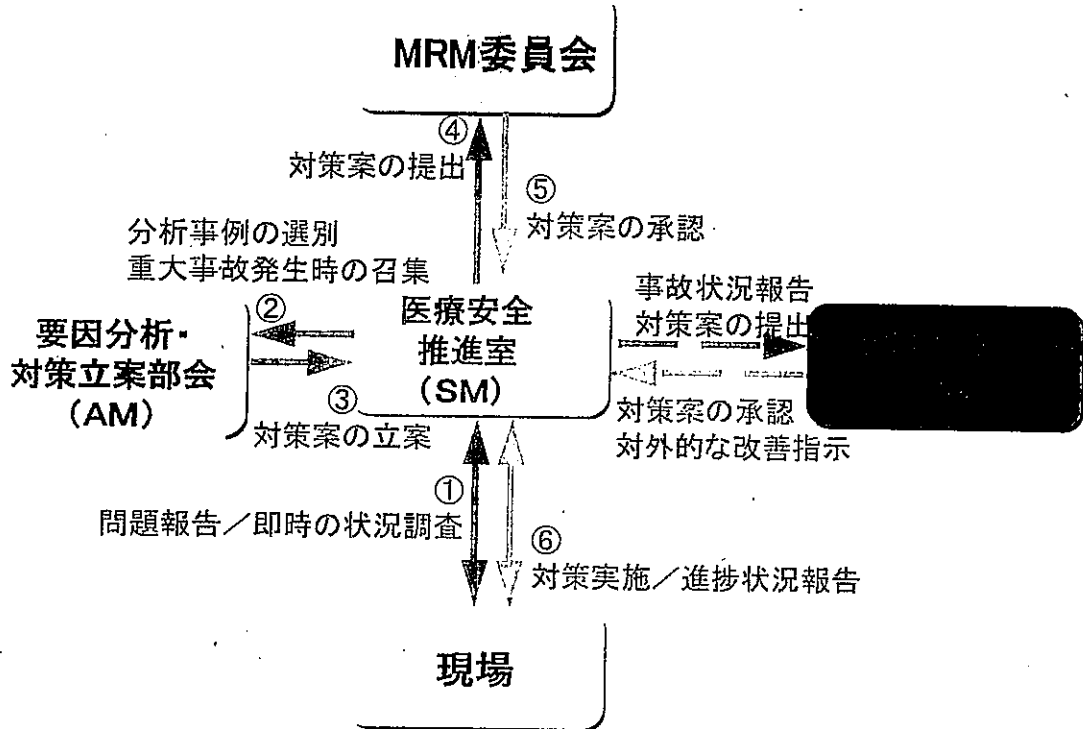 MRM委員会
④
対策案の提出
⑤
対策案の承認
分析事例の選別
重大事故発生時の召集
②
要因分析・
対策立案部会
(AM)
医療安全
推進室
(SM)
事故状況報告
対策案の提出
③
対策案の立案
対策案の承認
対外的な改善指示
①
問題報告/即時の状況調査
⑥
対策実施/進捗状況報告
現場